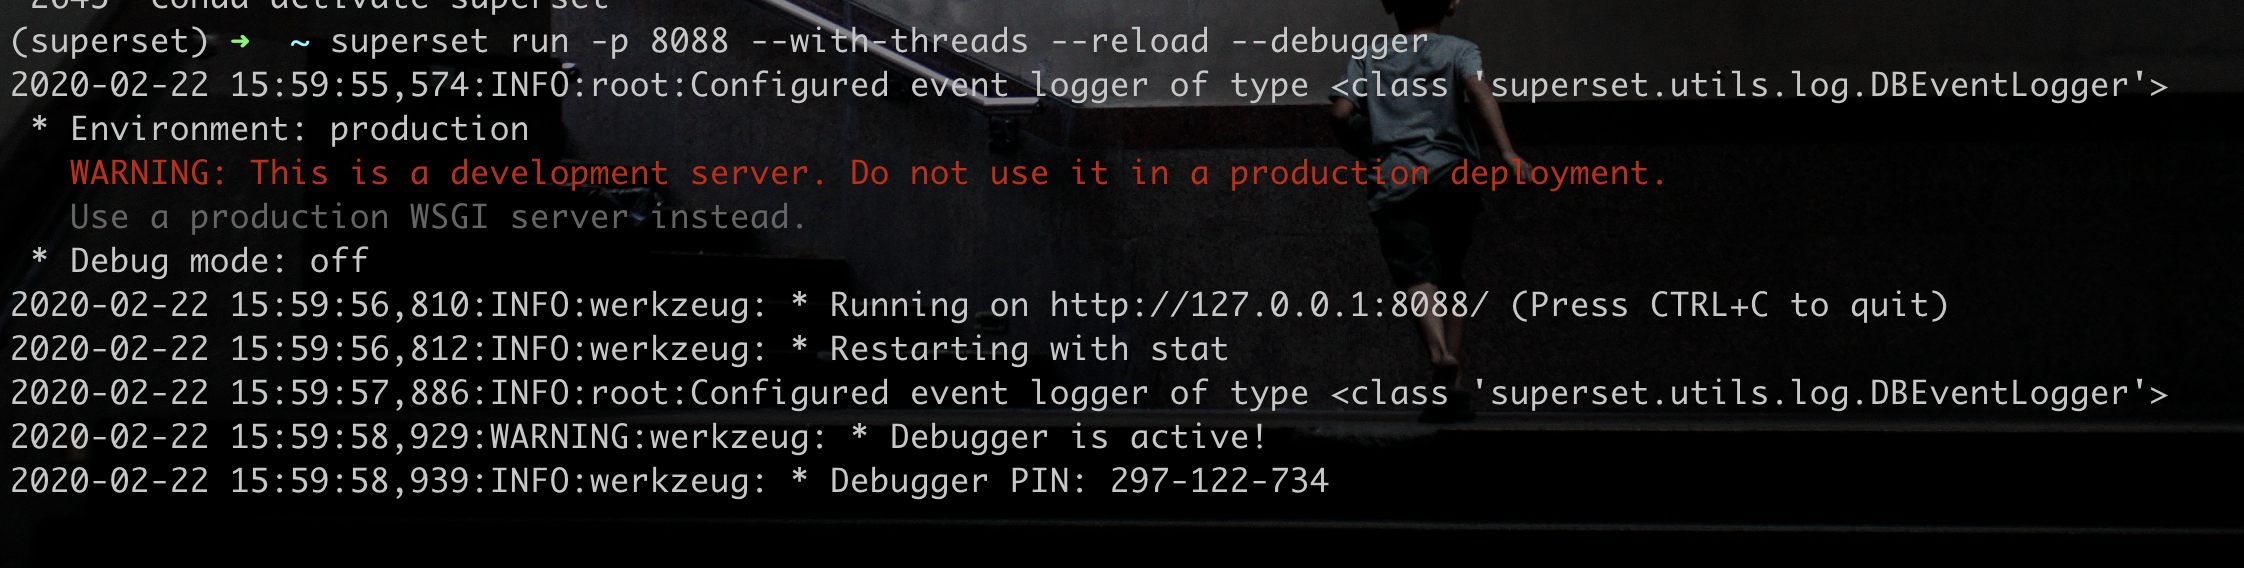 2645  conda activate superset
(superset) ➜  ~ superset run -p 8088 --with-threads --reload --debugger
2020-02-22 15:59:55,574:INFO:root:Configured event logger of type <class 'superset.utils.log.DBEventLogger'>
 * Environment: production
   WARNING: This is a development server. Do not use it in a production deployment.
   Use a production WSGI server instead.
 * Debug mode: off
2020-02-22 15:59:56,810:INFO:werkzeug: * Running on http://127.0.0.1:8088/ (Press CTRL+C to quit)
2020-02-22 15:59:56,812:INFO:werkzeug: * Restarting with stat
2020-02-22 15:59:57,886:INFO:root:Configured event logger of type <class 'superset.utils.log.DBEventLogger'>
2020-02-22 15:59:58,929:WARNING:werkzeug: * Debugger is active!
2020-02-22 15:59:58,939:INFO:werkzeug: * Debugger PIN: 297-122-734